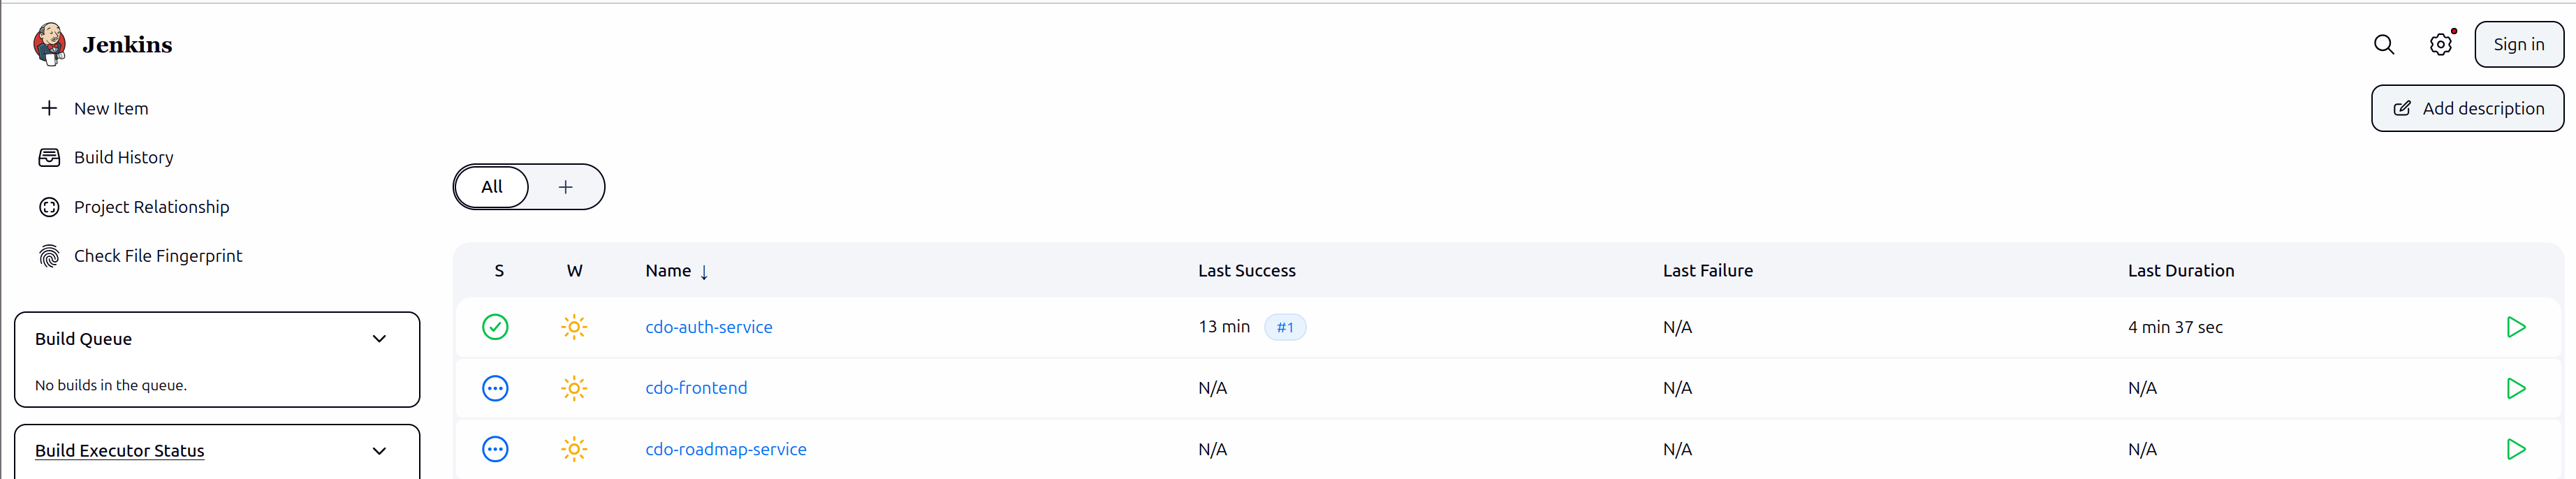 Jenkins
Sign in
New Item
Add description
Build History
All
Project Relationship
Check File Fingerprint
S W Name ↓ Last Success Last Failure Last Duration
cdo-auth-service 13 min #1 N/A 4 min 37 sec
Build Queue
No builds in the queue.
cdo-frontend N/A N/A N/A
Build Executor Status
cdo-roadmap-service N/A N/A N/A